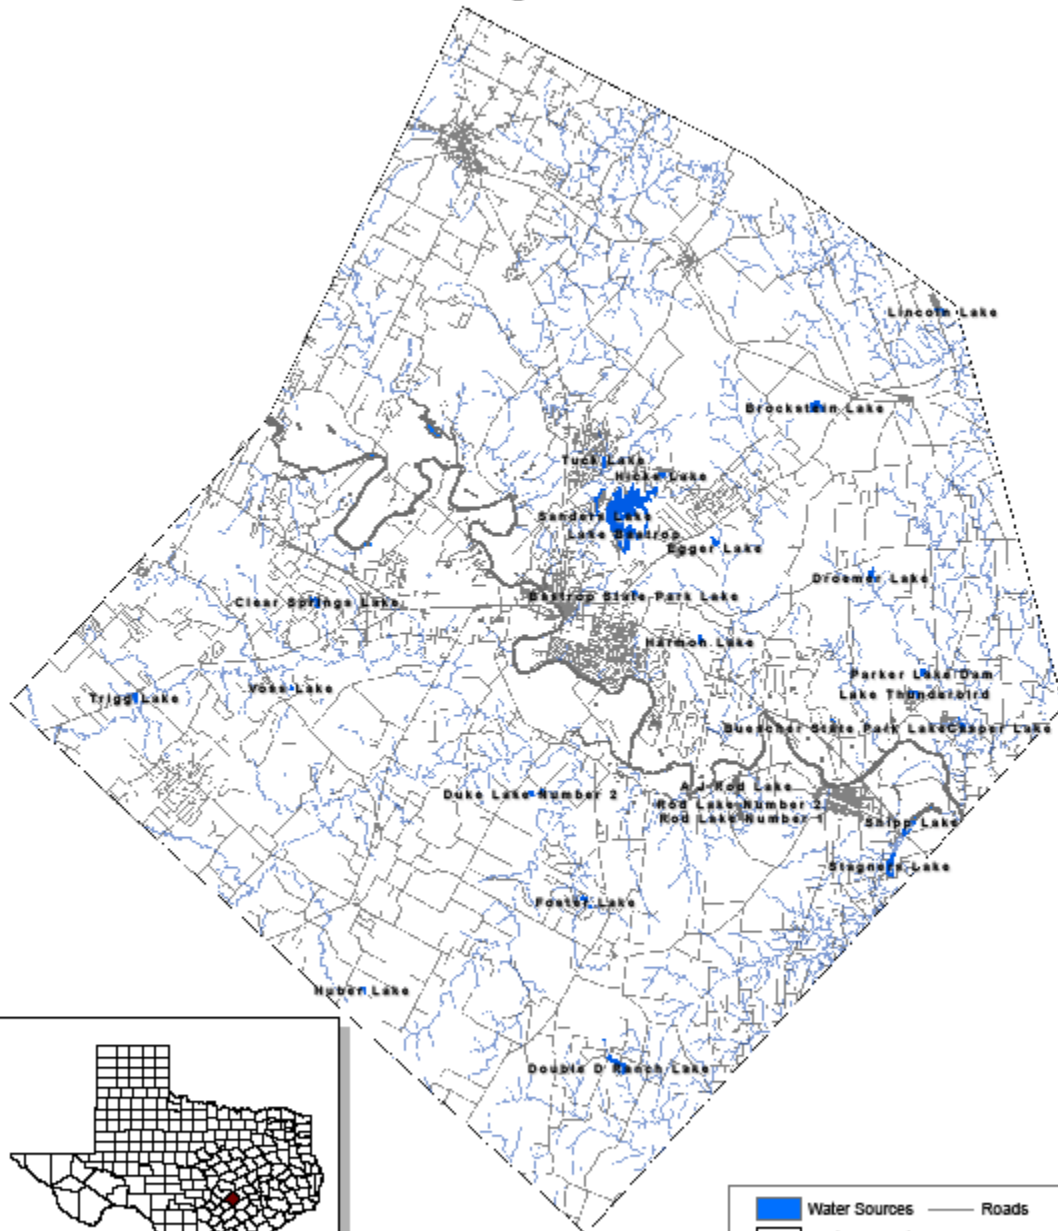 Lincoln Lake
Brockstein Lake
Tuck Lake
Hicke Lake
Sanders Lake
Lake Bastrop
Egger Lake
Droemer Lake
Bastrop State Park Lake
Clear Springs Lake
Harmon Lake
Parker Lake Dam
Voss Lake
Lake Thunderbird
Trigg Lake
Buescher State Park Lake
Casper Lake
A J Rod Lake
Duke Lake Number 2
Rod Lake Number 2
Rod Lake Number 1
Shipp Lake
Stagners Lake
Foster Lake
Huber Lake
Double D Ranch Lake
Water Sources
Roads